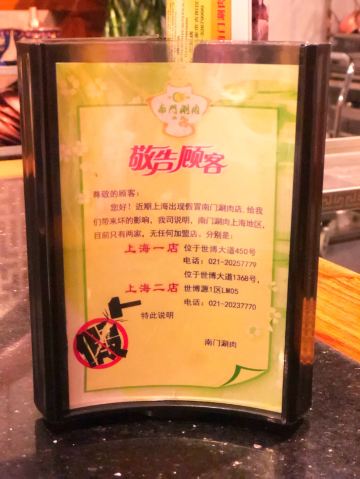 南門涮肉
敬告顾客
尊敬的顾客：
您好！近期上海出现假冒南门涮肉店，给我
们带来坏的影响，我司说明，南门涮肉上海地区，
目前只有两家，无任何加盟店。分别是：
上海一店 位于世博大道450号
电话：021-20257779
位于世博大道1368号，
上海二店 世博源1区LM05
电话：021-20237770
特此说明
假
南门涮肉